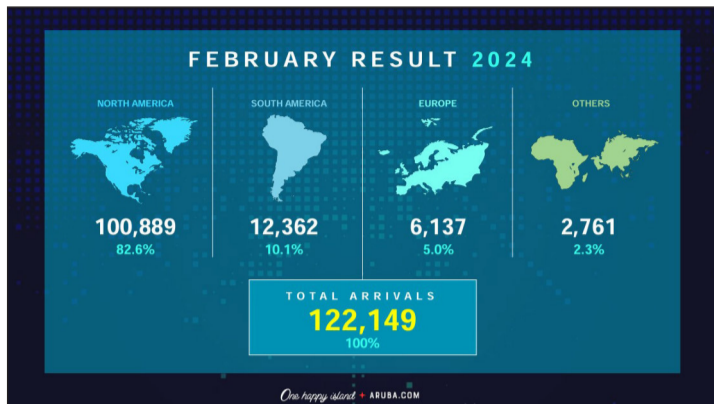 FEBRUARY RESULT 2024
NORTH AMERICA
100,889
82.6%
SOUTH AMERICA
12,362
10.1%
EUROPE
6,137
5.0%
OTHERS
2,761
2.3%
TOTAL ARRIVALS
122,149
100%
One happy island ARUBA.COM